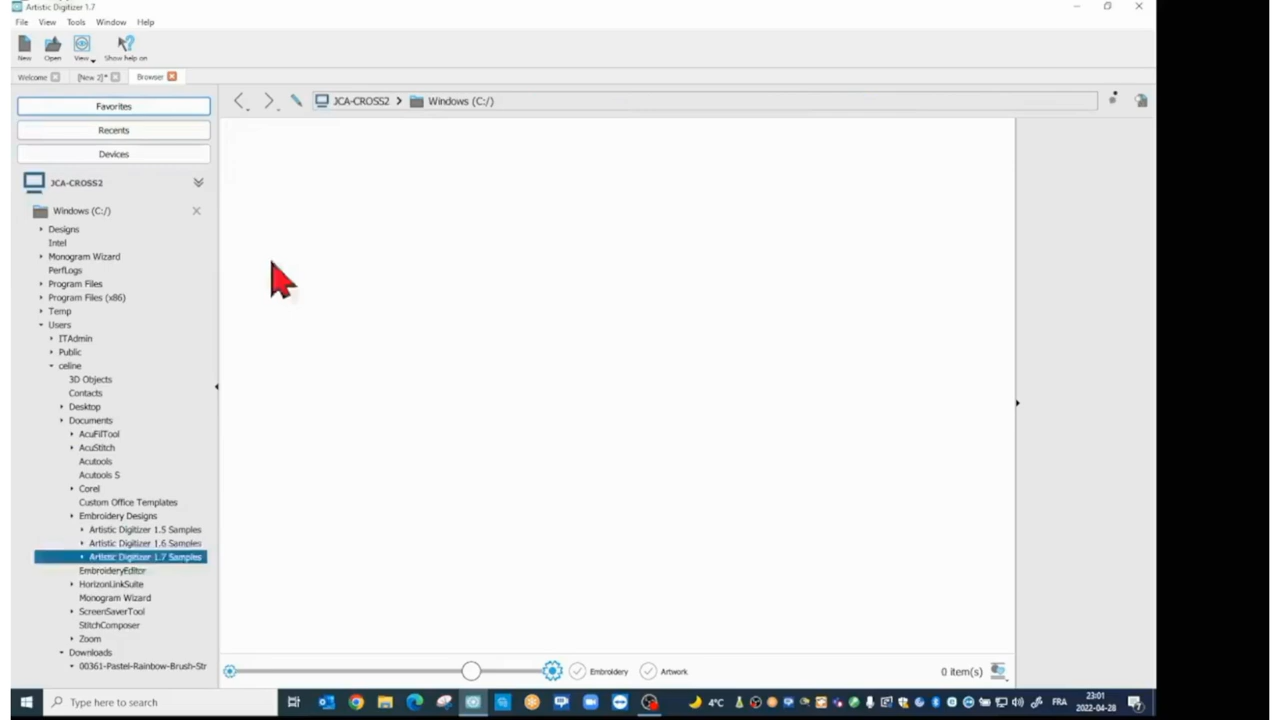 Artistic Digitizer 1.7
File View Tools Window Help
New Open View Show help on
Welcome [New 2]* Browser
Favorites
JCA-CROSS2 > Windows (C:/)
Recents
Devices
JCA-CROSS2
Windows (C:/)
Designs
Intel
Monogram Wizard
PerfLogs
Program Files
Program Files (x86)
Temp
Users
ITAdmin
Public
celine
3D Objects
Contacts
Desktop
Documents
AcuFilTool
AcuStitch
Acutools
Acutools S
Corel
Custom Office Templates
Embroidery Designs
Artistic Digitizer 1.5 Samples
Artistic Digitizer 1.6 Samples
Artistic Digitizer 1.7 Samples
EmbroideryEditor
HorizonLinkSuite
Monogram Wizard
ScreenSaverTool
StitchComposer
Zoom
Downloads
00361-Pastel-Rainbow-Brush-Str
Embroidery Artwork 0 item(s)
Type here to search 4°C FRA 23:01
2022-04-28